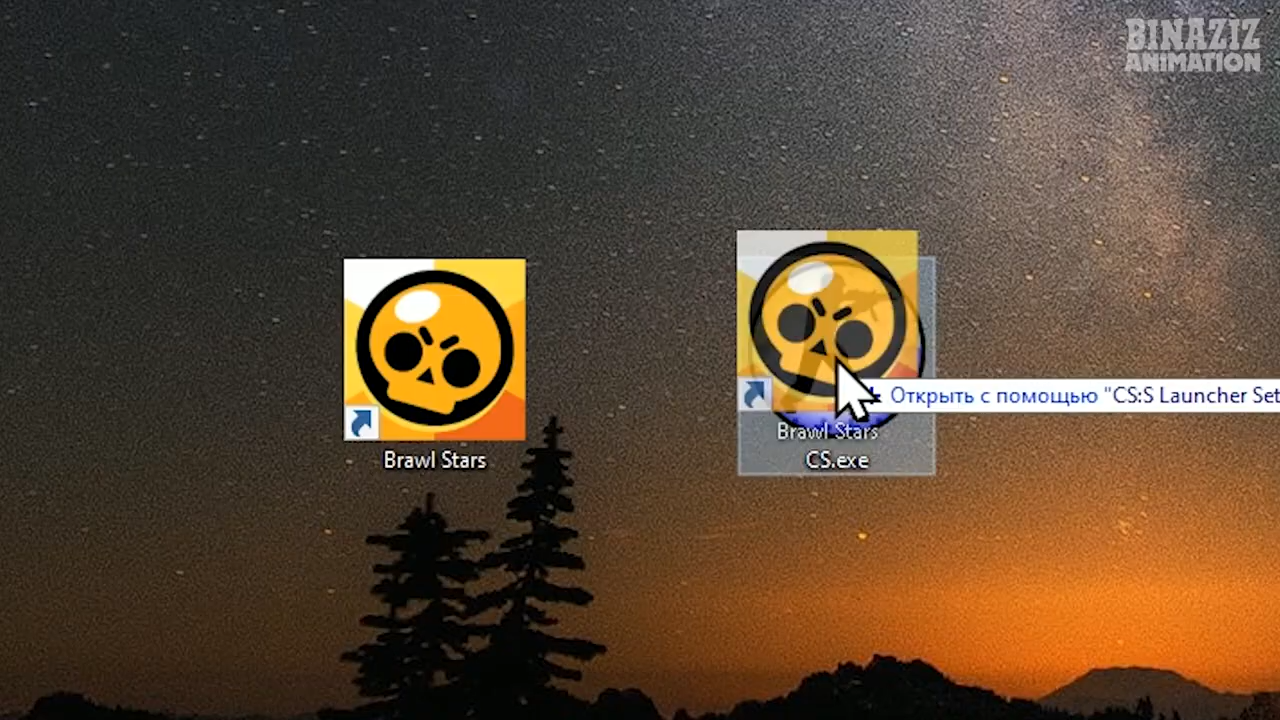 BINAZIZ
ANIMATION
Открыть с помощью "CS:S Launcher Set
Brawl Stars
Brawl Stars
CS.exe